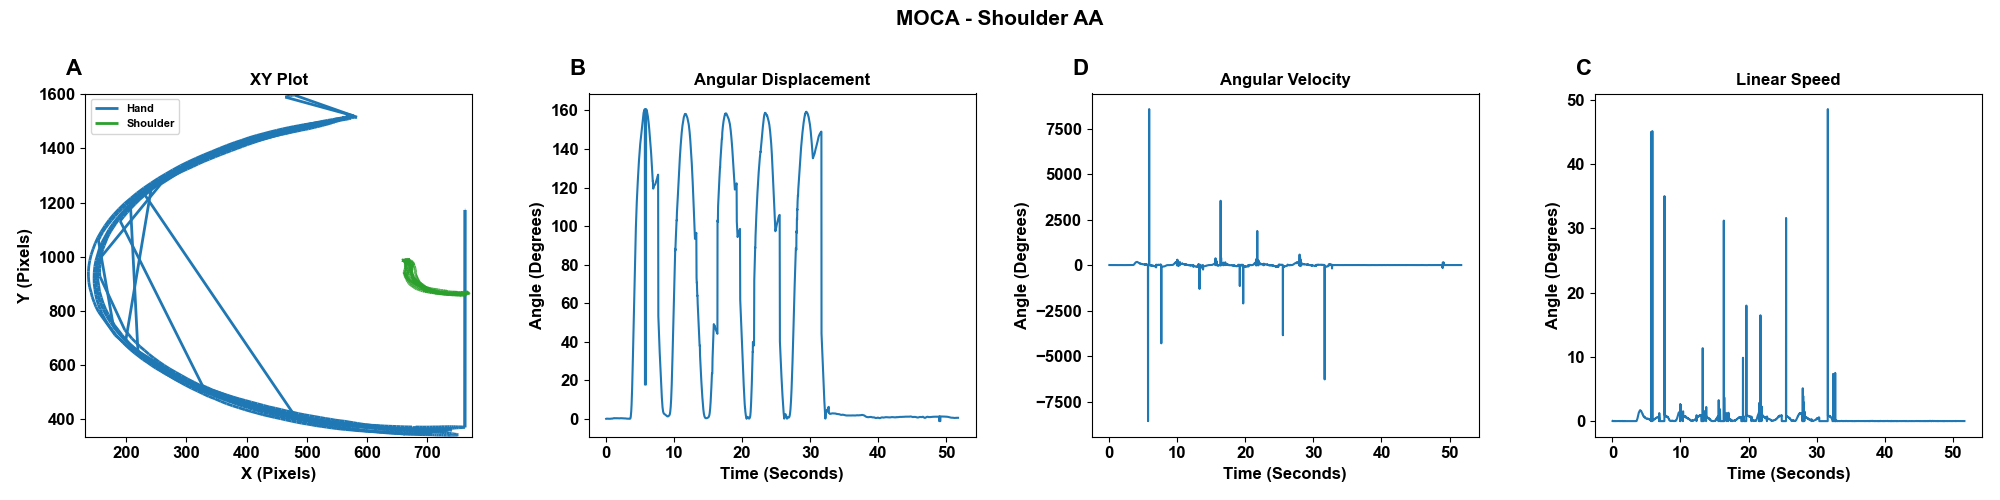 MOCA - Shoulder AA
A
XY Plot
Hand
Shoulder
1600
1400
1200
1000
800
600
400
Y (Pixels)
200 300 400 500 600 700
X (Pixels)
B
Angular Displacement
160
140
120
100
80
60
40
20
0
Angle (Degrees)
0 10 20 30 40 50
Time (Seconds)
D
Angular Velocity
7500
5000
2500
0
−2500
−5000
−7500
Angle (Degrees)
0 10 20 30 40 50
Time (Seconds)
C
Linear Speed
50
40
30
20
10
0
Angle (Degrees)
0 10 20 30 40 50
Time (Seconds)